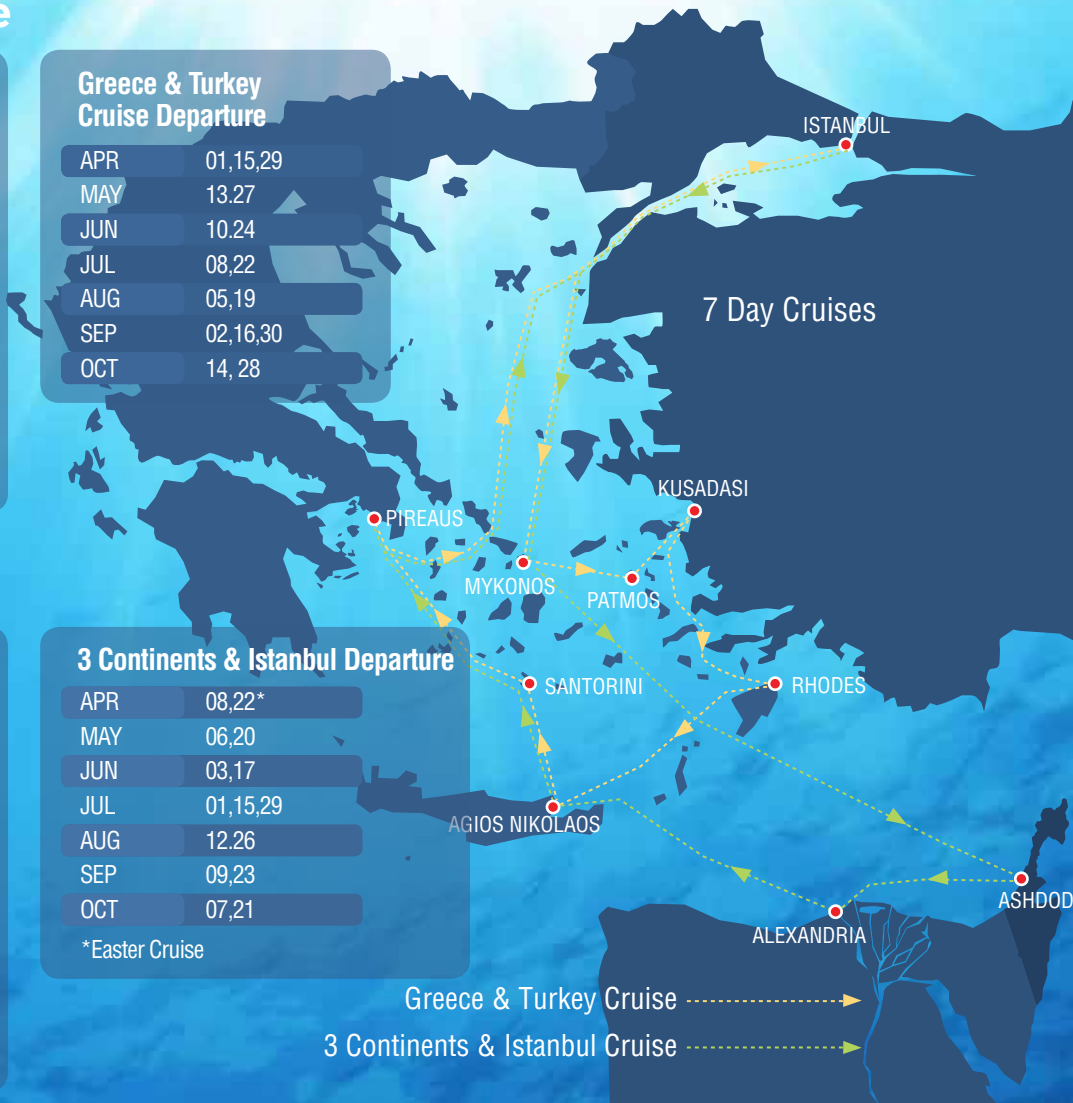 e
Greece & Turkey
Cruise Departure
APR 01,15,29
MAY 13.27
JUN 10.24
JUL 08,22
AUG 05,19
SEP 02,16,30
OCT 14, 28
ISTANBUL
7 Day Cruises
KUSADASI
PIREAUS
MYKONOS
PATMOS
3 Continents & Istanbul Departure
APR 08,22*
MAY 06,20
JUN 03,17
JUL 01,15,29
AUG 12.26
SEP 09,23
OCT 07,21
*Easter Cruise
SANTORINI
RHODES
AGIOS NIKOLAOS
ASHDOD
ALEXANDRIA
Greece & Turkey Cruise
3 Continents & Istanbul Cruise